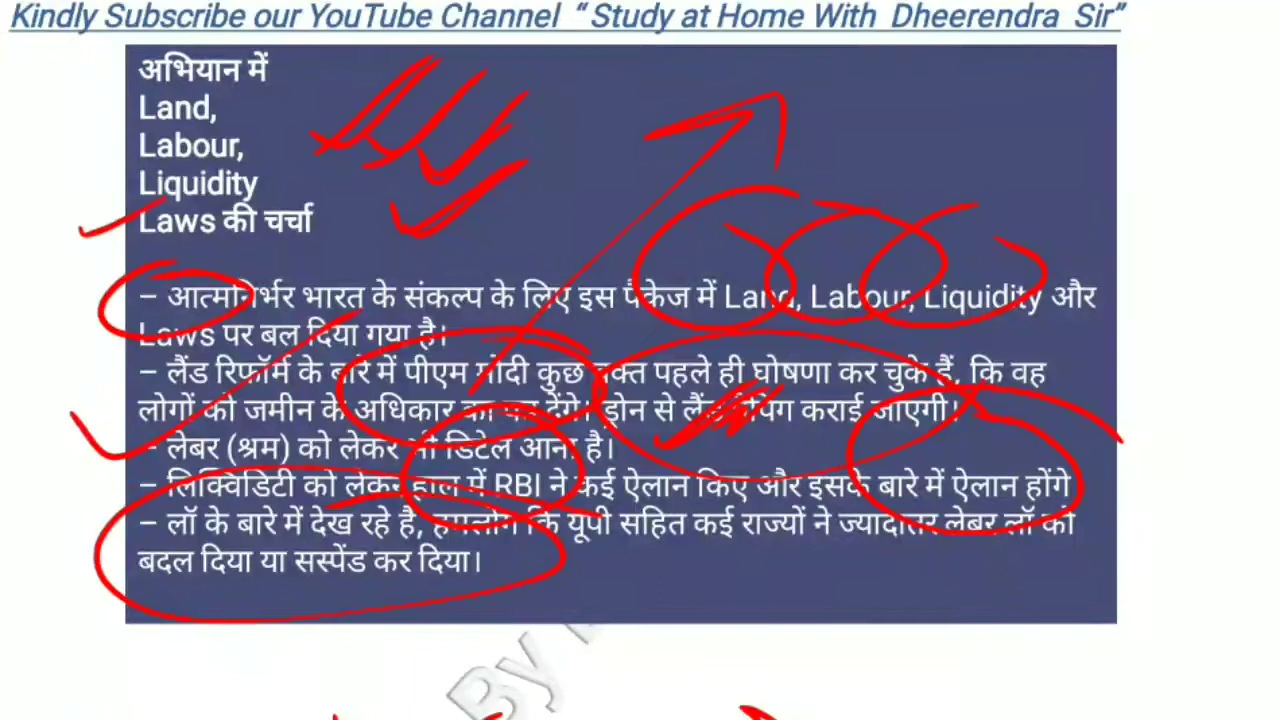 Kindly Subscribe our YouTube Channel “ Study at Home With Dheerendra Sir”
अभियान में
Land,
Labour,
Liquidity
Laws की चर्चा
– आत्मनिर्भर भारत के संकल्प के लिए इस पैकेज में Land, Labour, Liquidity और
Laws पर बल दिया गया है।
– लैंड रिफॉर्म के बारे में पीएम मोदी कुछ वक्त पहले ही घोषणा कर चुके हैं, कि वह
लोगों को जमीन के अधिकार का पत्र देंगे। ड्रोन से लैंड मैपिंग कराई जाएगी।
– लेबर (श्रम) को लेकर भी डिटेल आना है।
– लिक्विडिटी को लेकर हाल में RBI ने कई ऐलान किए और इसके बारे में ऐलान होंगे
– लॉ के बारे में देख रहे है, हमलोग कि यूपी सहित कई राज्यों ने ज्यादातर लेबर लॉ को
बदल दिया या सस्पेंड कर दिया।
By